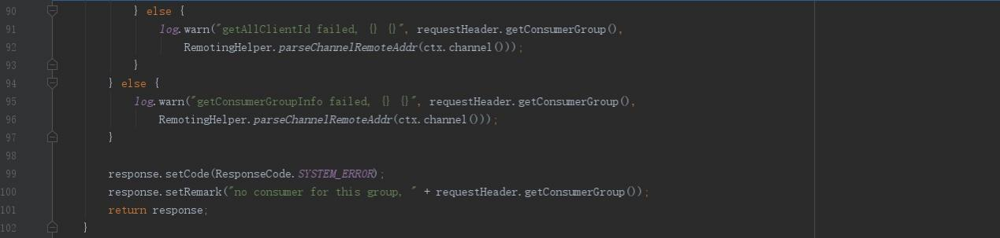 90 } else {
91 log.warn("getAllClientId failed, {} {}", requestHeader.getConsumerGroup(),
92 RemotingHelper.parseChannelRemoteAddr(ctx.channel()));
93 }
94 } else {
95 log.warn("getConsumerGroupInfo failed, {} {}", requestHeader.getConsumerGroup(),
96 RemotingHelper.parseChannelRemoteAddr(ctx.channel()));
97 }
98
99 response.setCode(ResponseCode.SYSTEM_ERROR);
100 response.setRemark("no consumer for this group, " + requestHeader.getConsumerGroup());
101 return response;
102 }